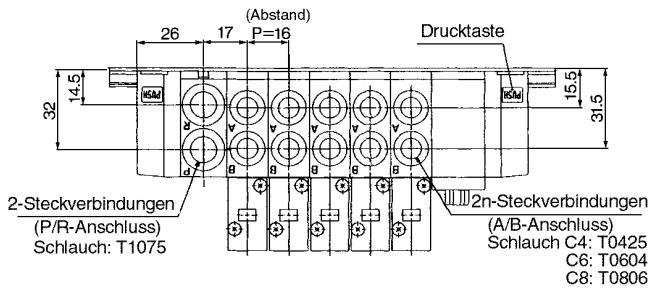 (Abstand)
26 17 P=16
Drucktaste
14.5
32
15.5
31.5
PUSH
PUSH
R A A A A A
P B B B B B
2-Steckverbindungen
(P/R-Anschluss)
Schlauch: T1075
2n-Steckverbindungen
(A/B-Anschluss)
Schlauch C4: T0425
C6: T0604
C8: T0806